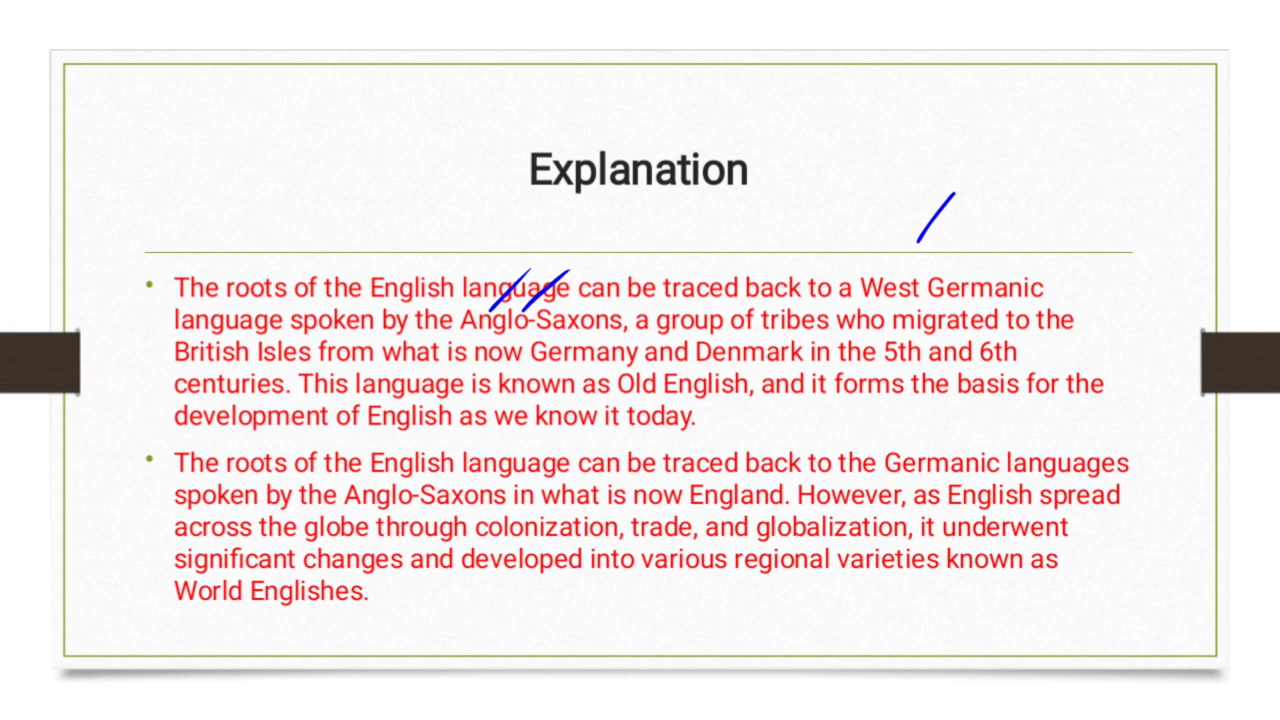 Explanation
• The roots of the English language can be traced back to a West Germanic
language spoken by the Anglo-Saxons, a group of tribes who migrated to the
British Isles from what is now Germany and Denmark in the 5th and 6th
centuries. This language is known as Old English, and it forms the basis for the
development of English as we know it today.
• The roots of the English language can be traced back to the Germanic languages
spoken by the Anglo-Saxons in what is now England. However, as English spread
across the globe through colonization, trade, and globalization, it underwent
significant changes and developed into various regional varieties known as
World Englishes.